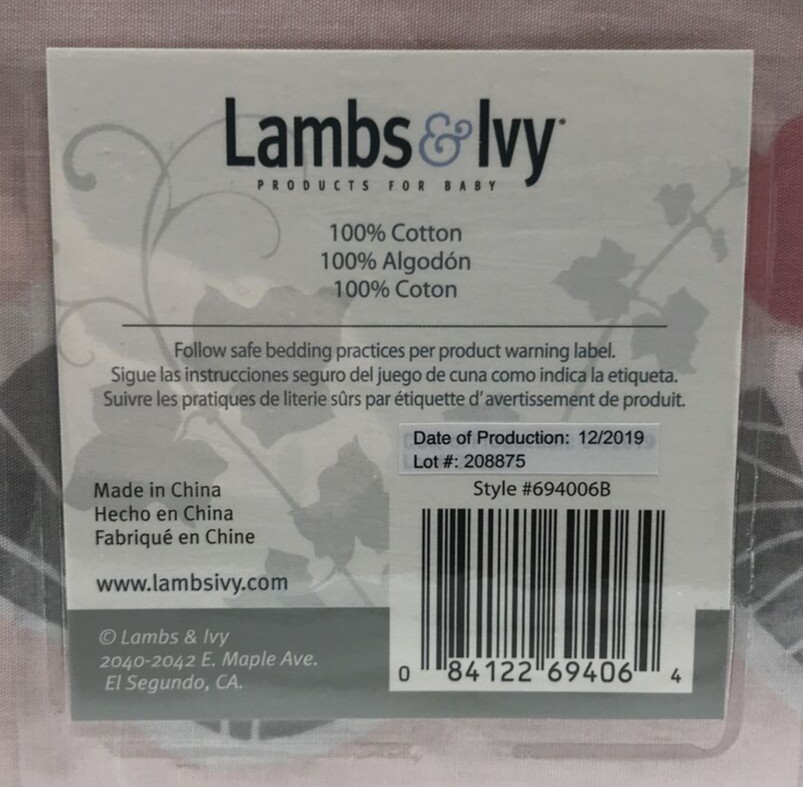 Lambs & Ivy
PRODUCTS FOR BABY
100% Cotton
100% Algodón
100% Coton
Follow safe bedding practices per product warning label.
Sigue las instrucciones seguro del juego de cuna como indica la etiqueta.
Suivre les pratiques de literie sûrs par étiquette d'avertissement de produit.
Date of Production: 12/2019
Lot #: 208875
Style #694006B
Made in China
Hecho en China
Fabriqué en Chine
www.lambsivy.com
© Lambs & Ivy
2040-2042 E. Maple Ave.
El Segundo, CA.
0 84122 69406 4